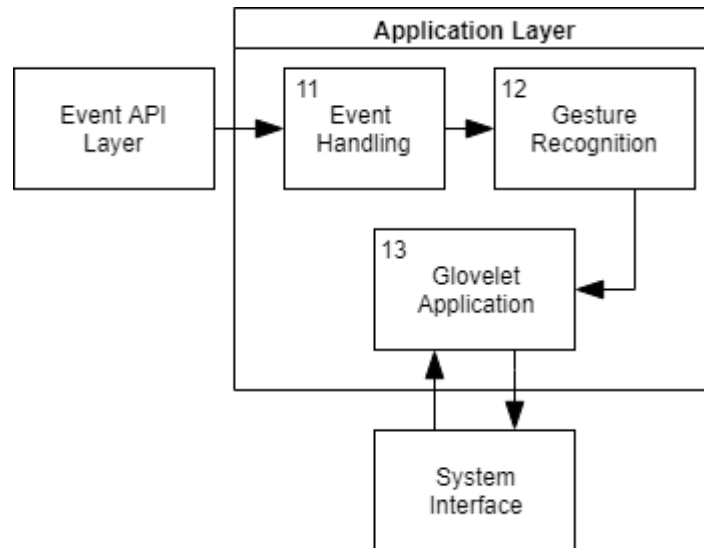 Application Layer
Event API
Layer
11
Event
Handling
12
Gesture
Recognition
13
Glovelet
Application
System
Interface